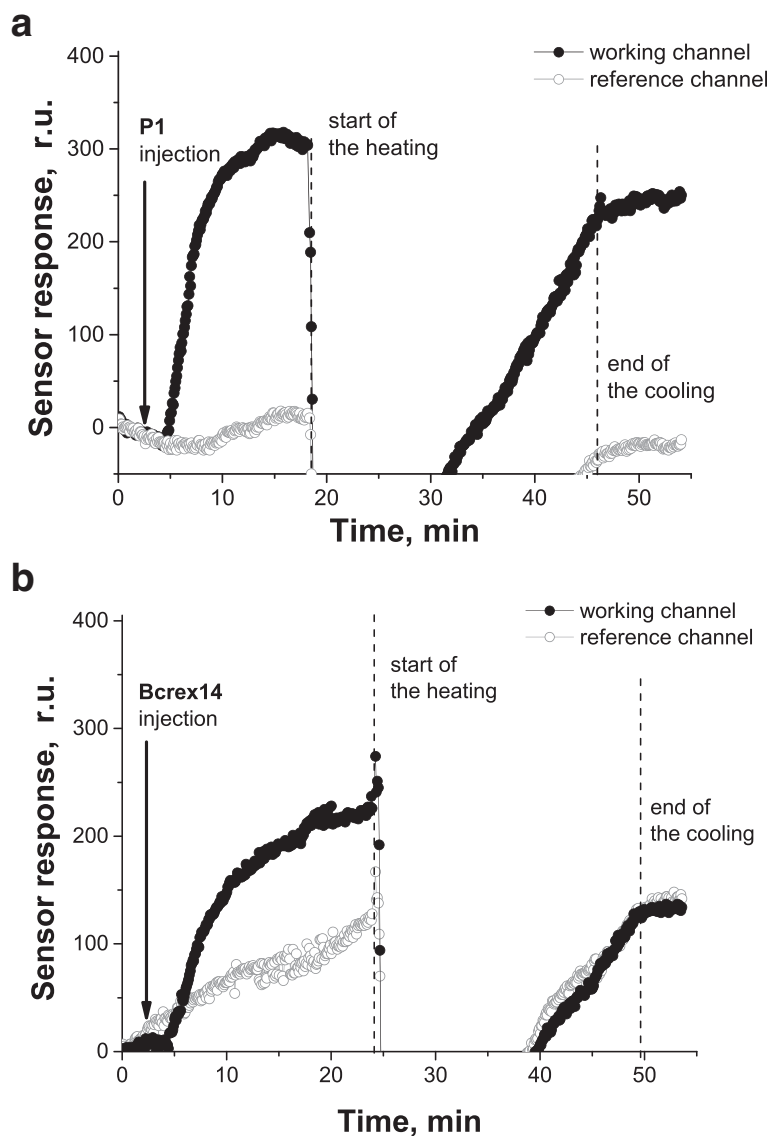 a
400
working channel
reference channel
P1
injection
start of
the heating
300
200
100
end of
the cooling
0
Sensor response, r.u.
0 10 20 30 40 50
Time, min
b
400
working channel
reference channel
Bcrex14
injection
start of
the heating
300
200
end of
the cooling
100
0
Sensor response, r.u.
0 10 20 30 40 50
Time, min